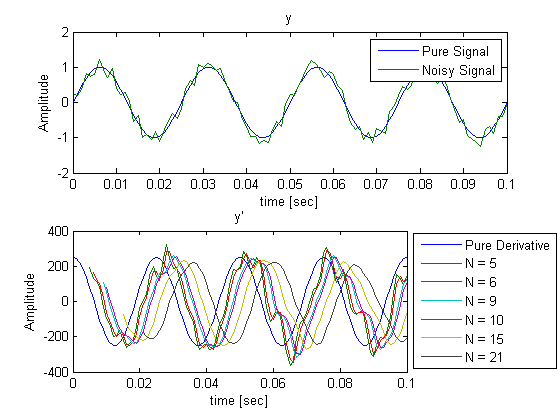 y
2
1
0
-1
-2
Amplitude
Pure Signal
Noisy Signal
0 0.01 0.02 0.03 0.04 0.05 0.06 0.07 0.08 0.09 0.1
time [sec]
y'
400
200
0
-200
-400
Amplitude
0 0.02 0.04 0.06 0.08 0.1
time [sec]
Pure Derivative
N = 5
N = 6
N = 9
N = 10
N = 15
N = 21